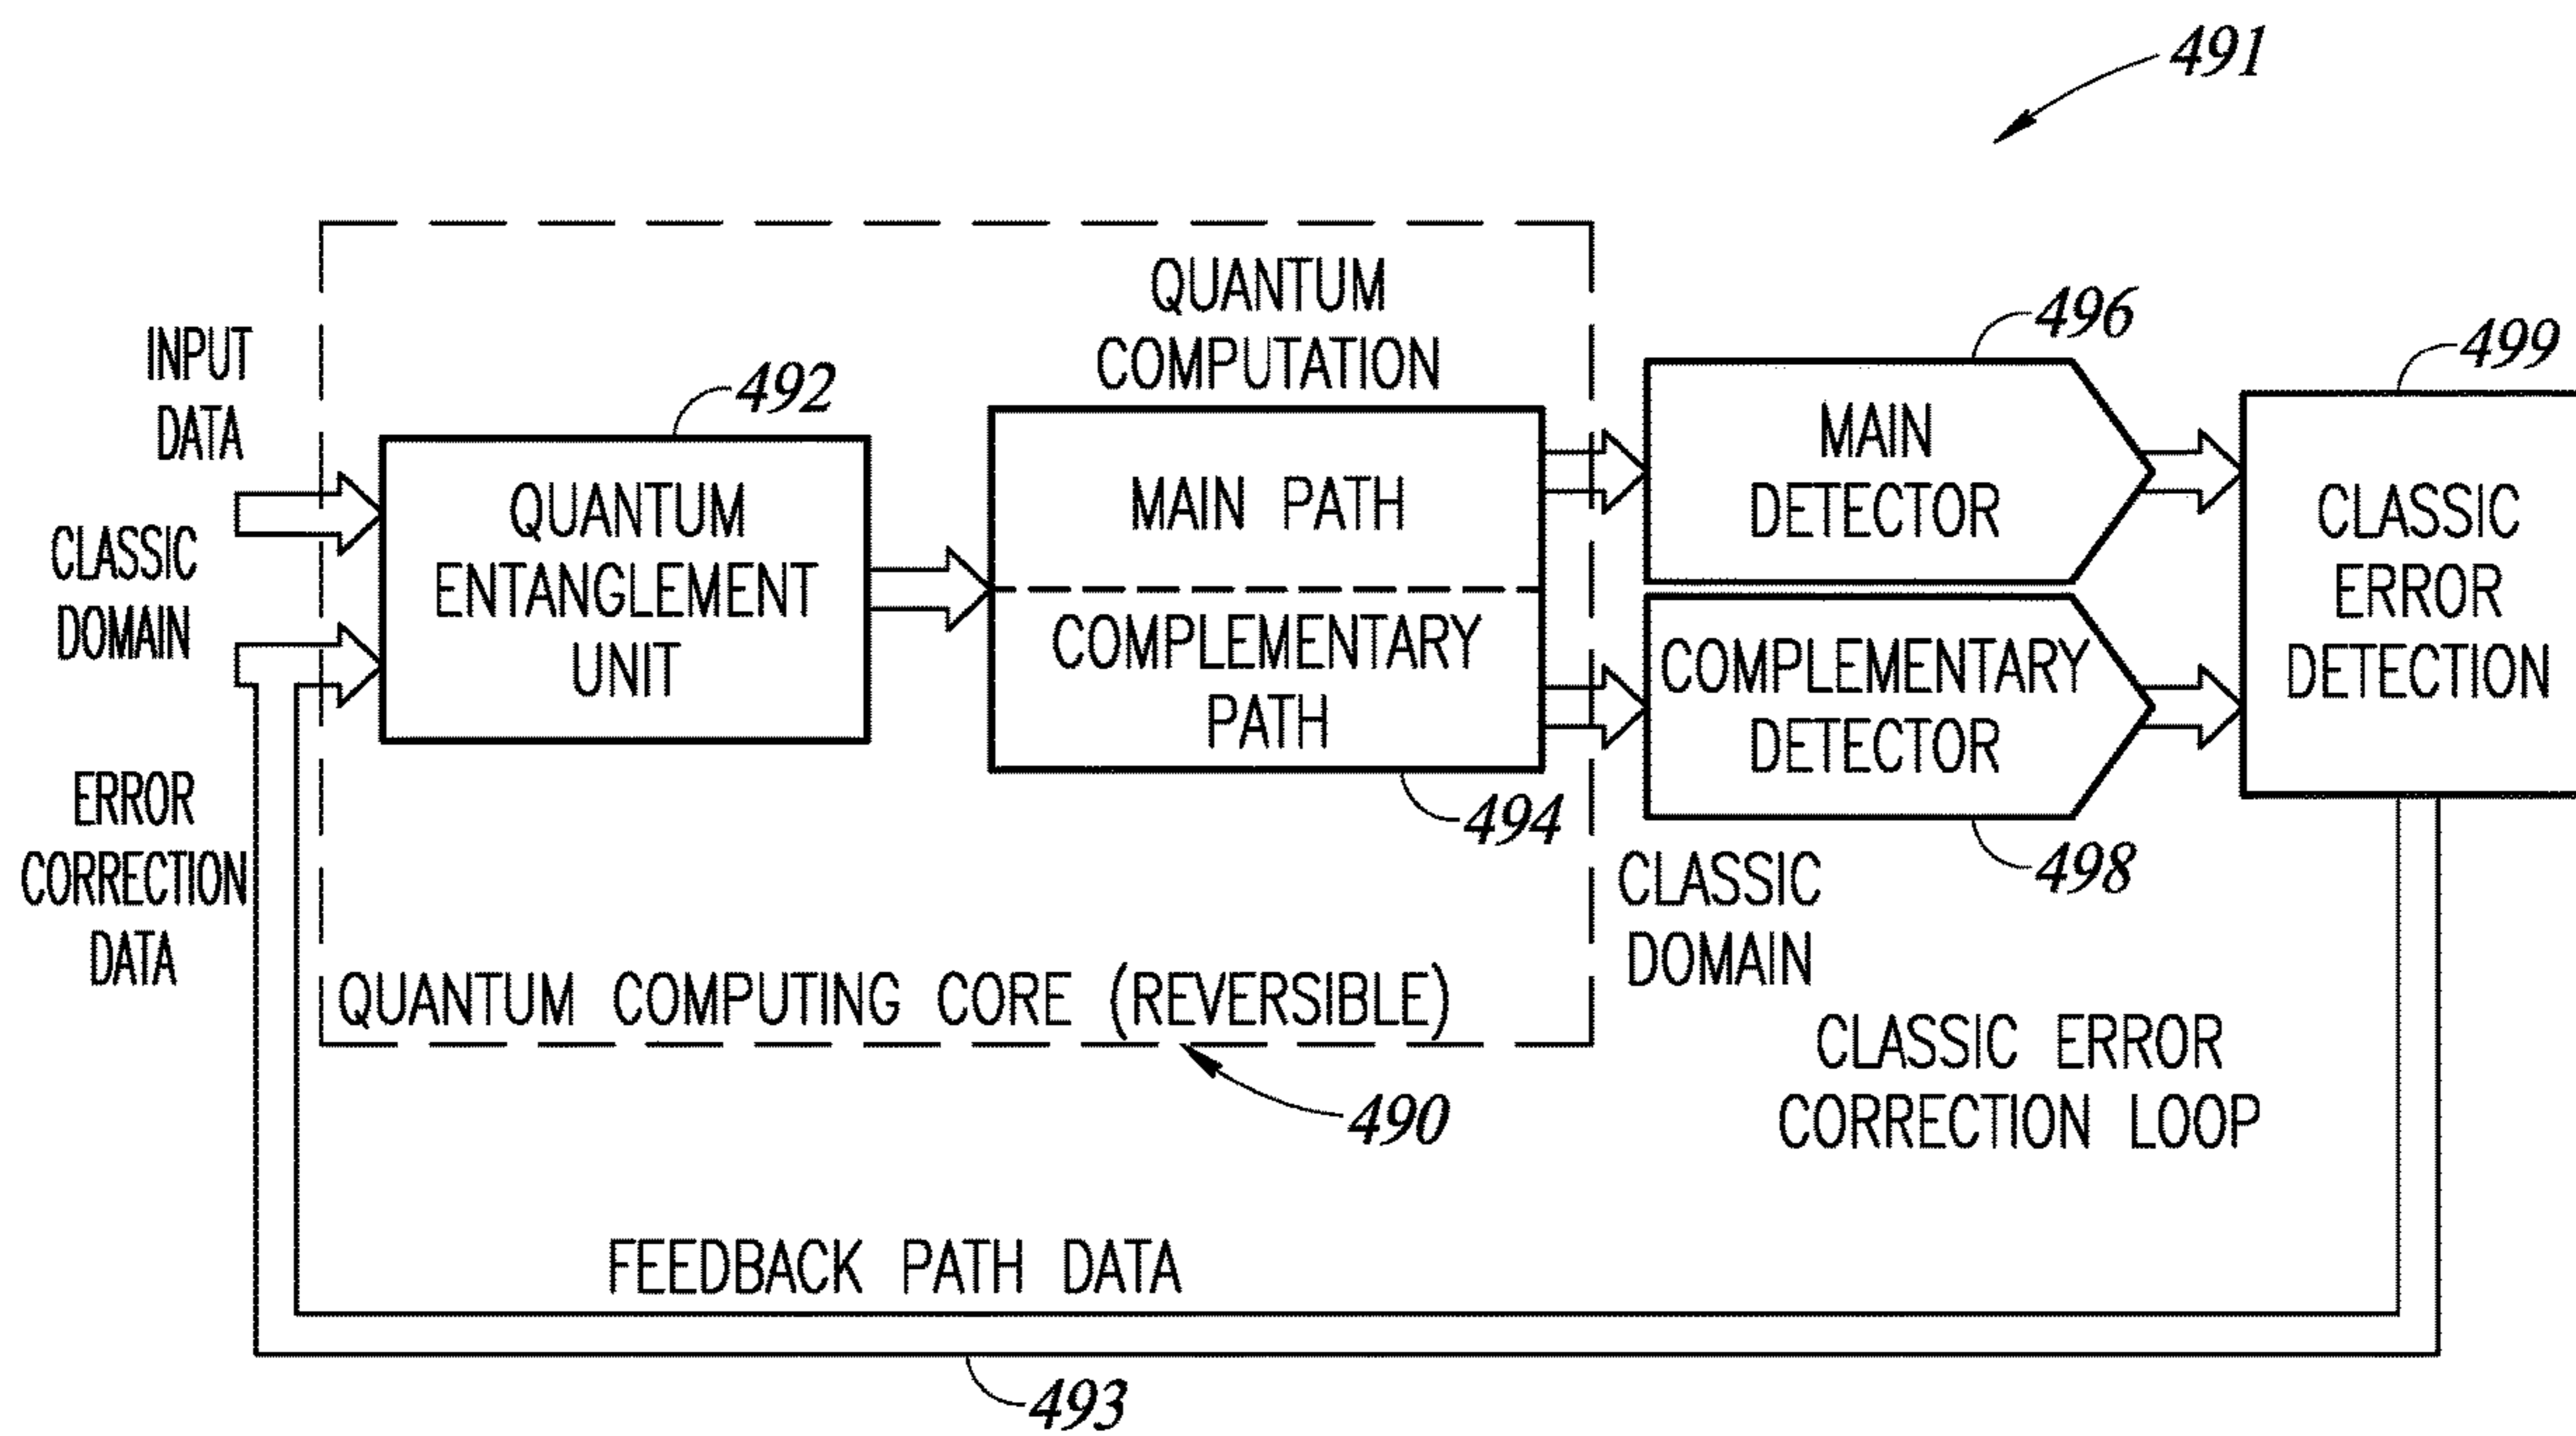 491
QUANTUM
COMPUTATION
INPUT
DATA
492
496
499
CLASSIC
DOMAIN
QUANTUM
ENTANGLEMENT
UNIT
MAIN PATH
COMPLEMENTARY
PATH
494
MAIN
DETECTOR
COMPLEMENTARY
DETECTOR
498
CLASSIC
ERROR
DETECTION
ERROR
CORRECTION
DATA
CLASSIC
DOMAIN
QUANTUM COMPUTING CORE (REVERSIBLE)
490
CLASSIC ERROR
CORRECTION LOOP
FEEDBACK PATH DATA
493